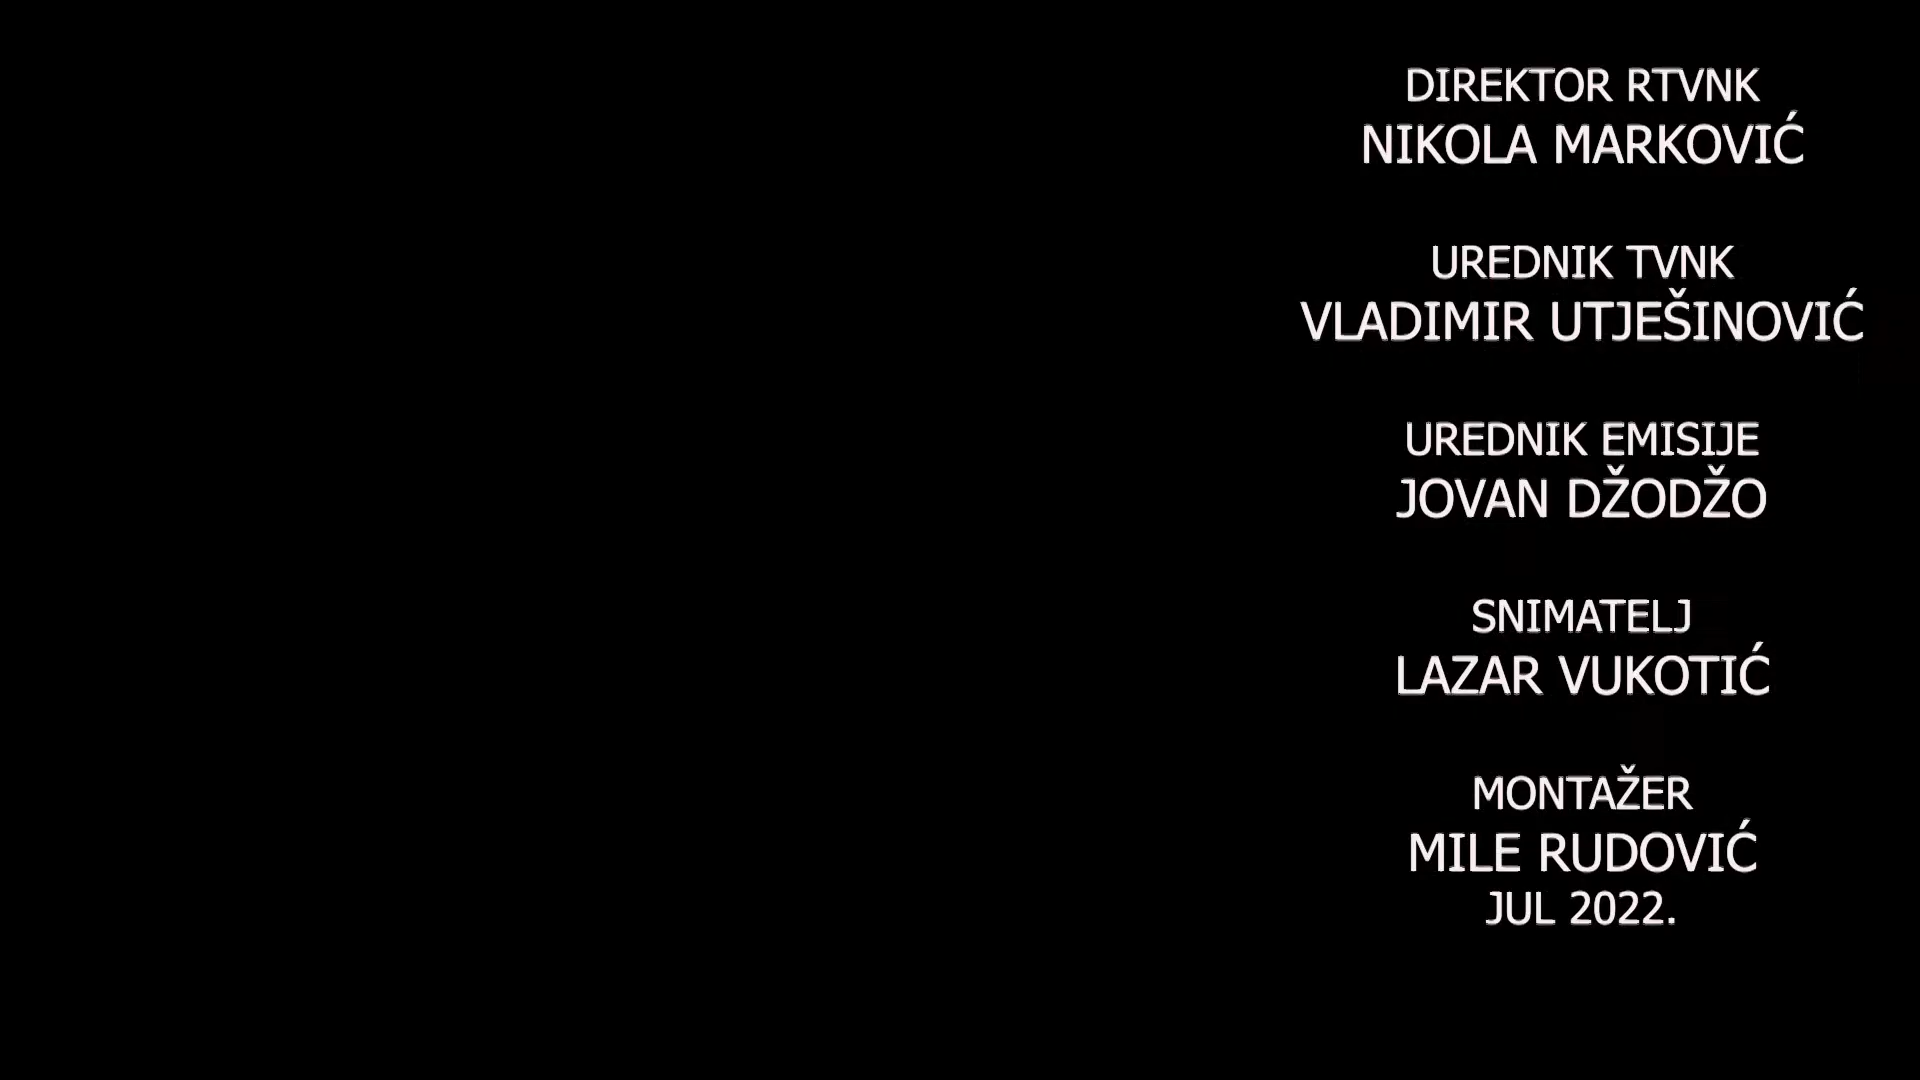 DIREKTOR RTVNK
NIKOLA MARKOVIĆ
UREDNIK TVNK
VLADIMIR UTJEŠINOVIĆ
UREDNIK EMISIJE
JOVAN DŽODŽO
SNIMATELJ
LAZAR VUKOTIĆ
MONTAŽER
MILE RUDOVIĆ
JUL 2022.